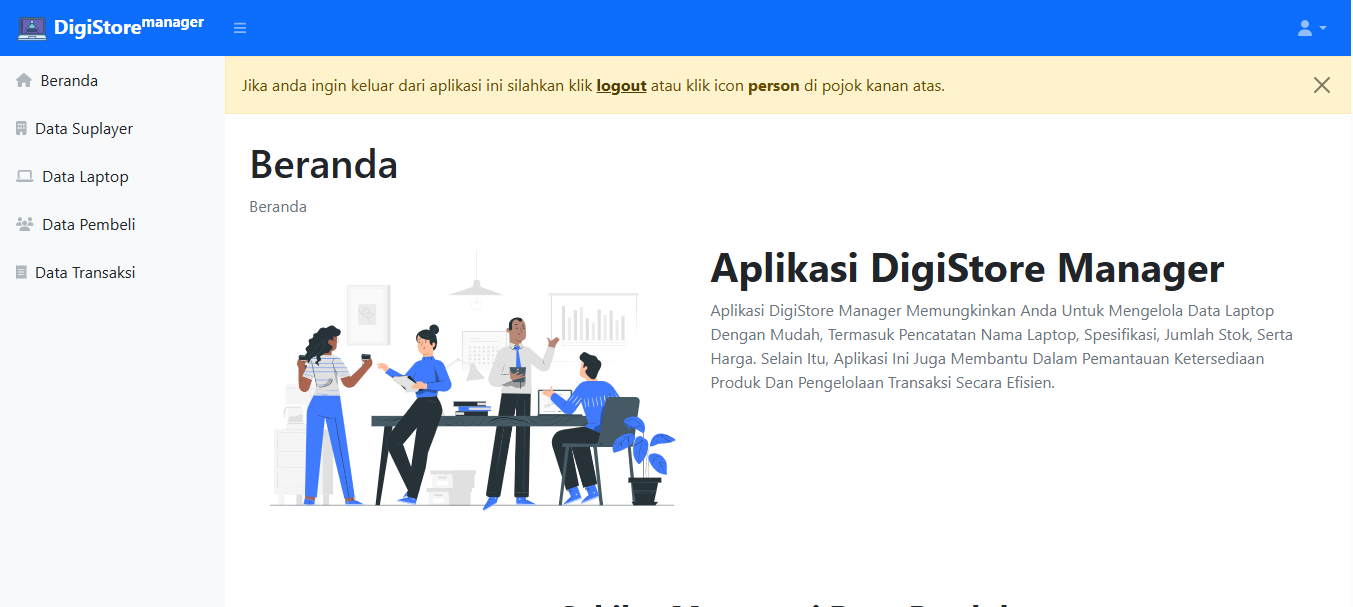 DigiStore manager
Jika anda ingin keluar dari aplikasi ini silahkan klik logout atau klik icon person di pojok kanan atas.
Beranda
Data Suplayer
Data Laptop
Data Pembeli
Data Transaksi
Beranda
Beranda
Aplikasi DigiStore Manager
Aplikasi DigiStore Manager Memungkinkan Anda Untuk Mengelola Data Laptop
Dengan Mudah, Termasuk Pencatatan Nama Laptop, Spesifikasi, Jumlah Stok, Serta
Harga. Selain Itu, Aplikasi Ini Juga Membantu Dalam Pemantauan Ketersediaan
Produk Dan Pengelolaan Transaksi Secara Efisien.